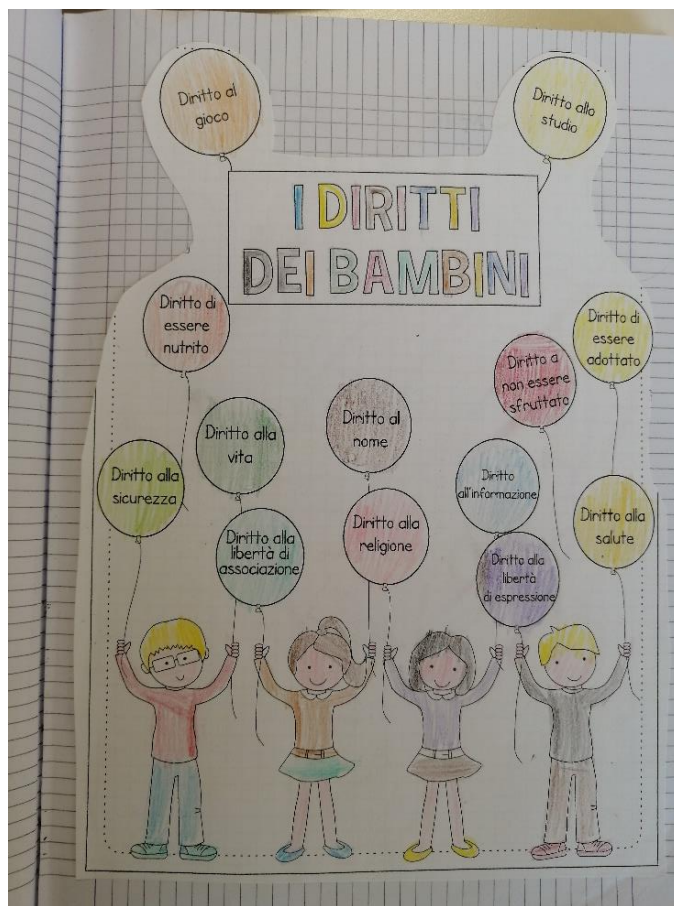 Diritto al
gioco
Diritto allo
studio
I DIRITTI
DEI BAMBINI
Diritto di
essere
nutrito
Diritto di
essere
adottato
Diritto a
non essere
sfruttato
Diritto alla
vita
Diritto al
nome
Diritto alla
sicurezza
Diritto
all'informazione
Diritto alla
salute
Diritto alla
libertà di
associazione
Diritto alla
religione
Diritto alla
libertà
di espressione